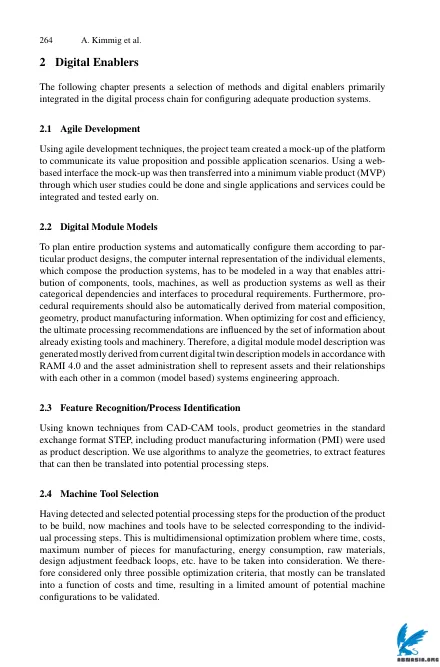 264 A. Kimmig et al.
2 Digital Enablers
The following chapter presents a selection of methods and digital enablers primarily
integrated in the digital process chain for configuring adequate production systems.
2.1 Agile Development
Using agile development techniques, the project team created a mock-up of the platform
to communicate its value proposition and possible application scenarios. Using a web-
based interface the mock-up was then transferred into a minimum viable product (MVP)
through which user studies could be done and single applications and services could be
integrated and tested early on.
2.2 Digital Module Models
To plan entire production systems and automatically configure them according to par-
ticular product designs, the computer internal representation of the individual elements,
which compose the production systems, has to be modeled in a way that enables attri-
bution of components, tools, machines, as well as production systems as well as their
categorical dependencies and interfaces to procedural requirements. Furthermore, pro-
cedural requirements should also be automatically derived from material composition,
geometry, product manufacturing information. When optimizing for cost and efficiency,
the ultimate processing recommendations are influenced by the set of information about
already existing tools and machinery. Therefore, a digital module model description was
generated mostly derived from current digital twin description models in accordance with
RAMI 4.0 and the asset administration shell to represent assets and their relationships
with each other in a common (model based) systems engineering approach.
2.3 Feature Recognition/Process Identification
Using known techniques from CAD-CAM tools, product geometries in the standard
exchange format STEP, including product manufacturing information (PMI) were used
as product description. We use algorithms to analyze the geometries, to extract features
that can then be translated into potential processing steps.
2.4 Machine Tool Selection
Having detected and selected potential processing steps for the production of the product
to be build, now machines and tools have to be selected corresponding to the individ-
ual processing steps. This is multidimensional optimization problem where time, costs,
maximum number of pieces for manufacturing, energy consumption, raw materials,
design adjustment feedback loops, etc. have to be taken into consideration. We there-
fore considered only three possible optimization criteria, that mostly can be translated
into a function of costs and time, resulting in a limited amount of potential machine
configurations to be validated.